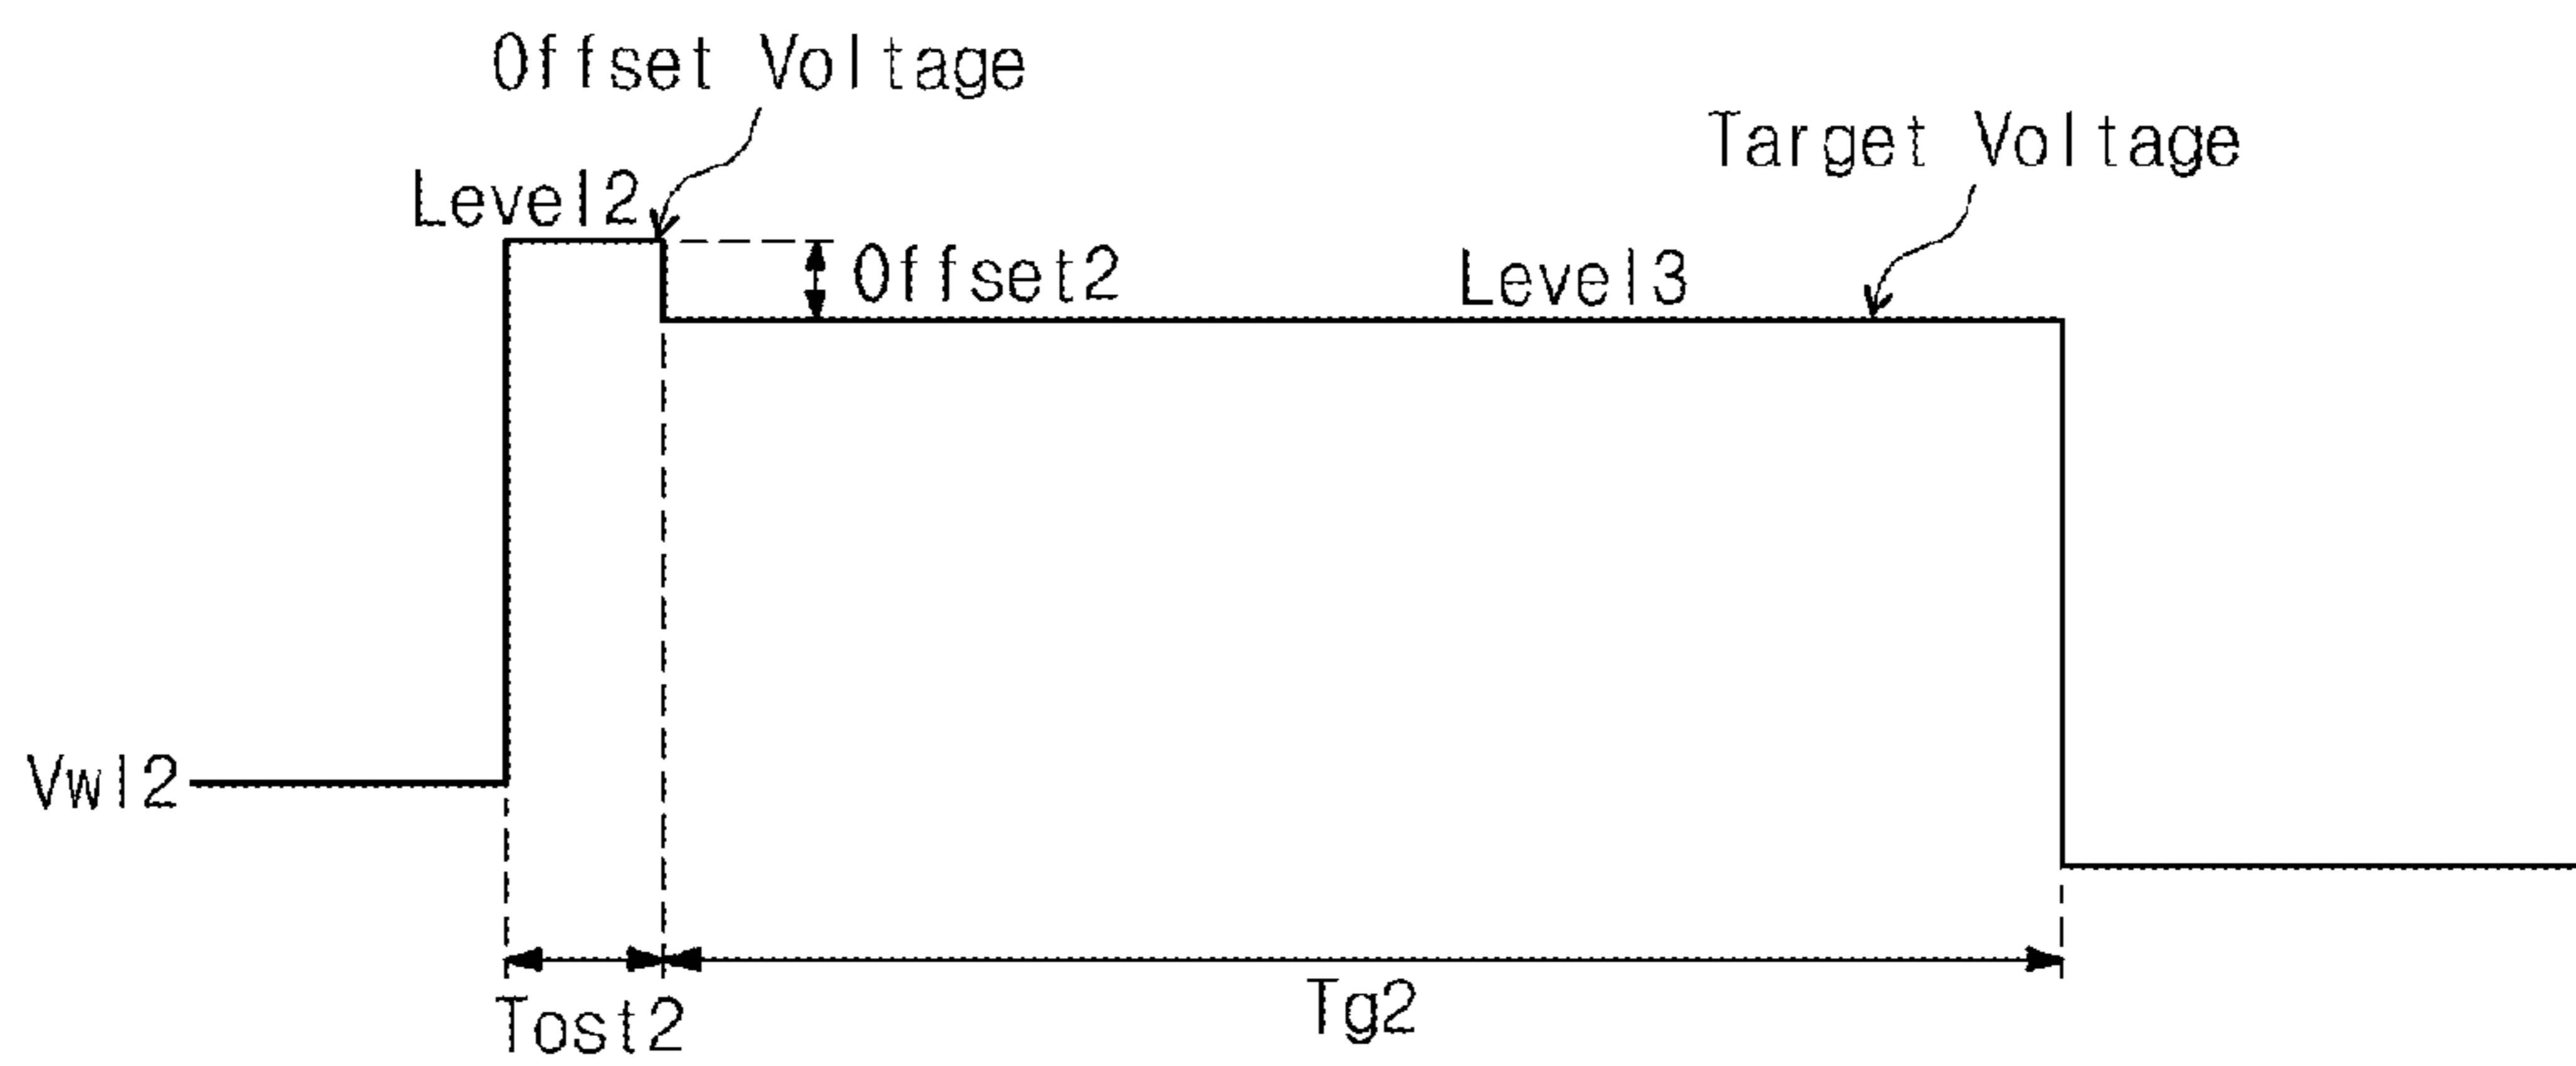 Offset Voltage
Target Voltage
Level2
Offset2
Level3
Vwl2
Tost2
Tg2